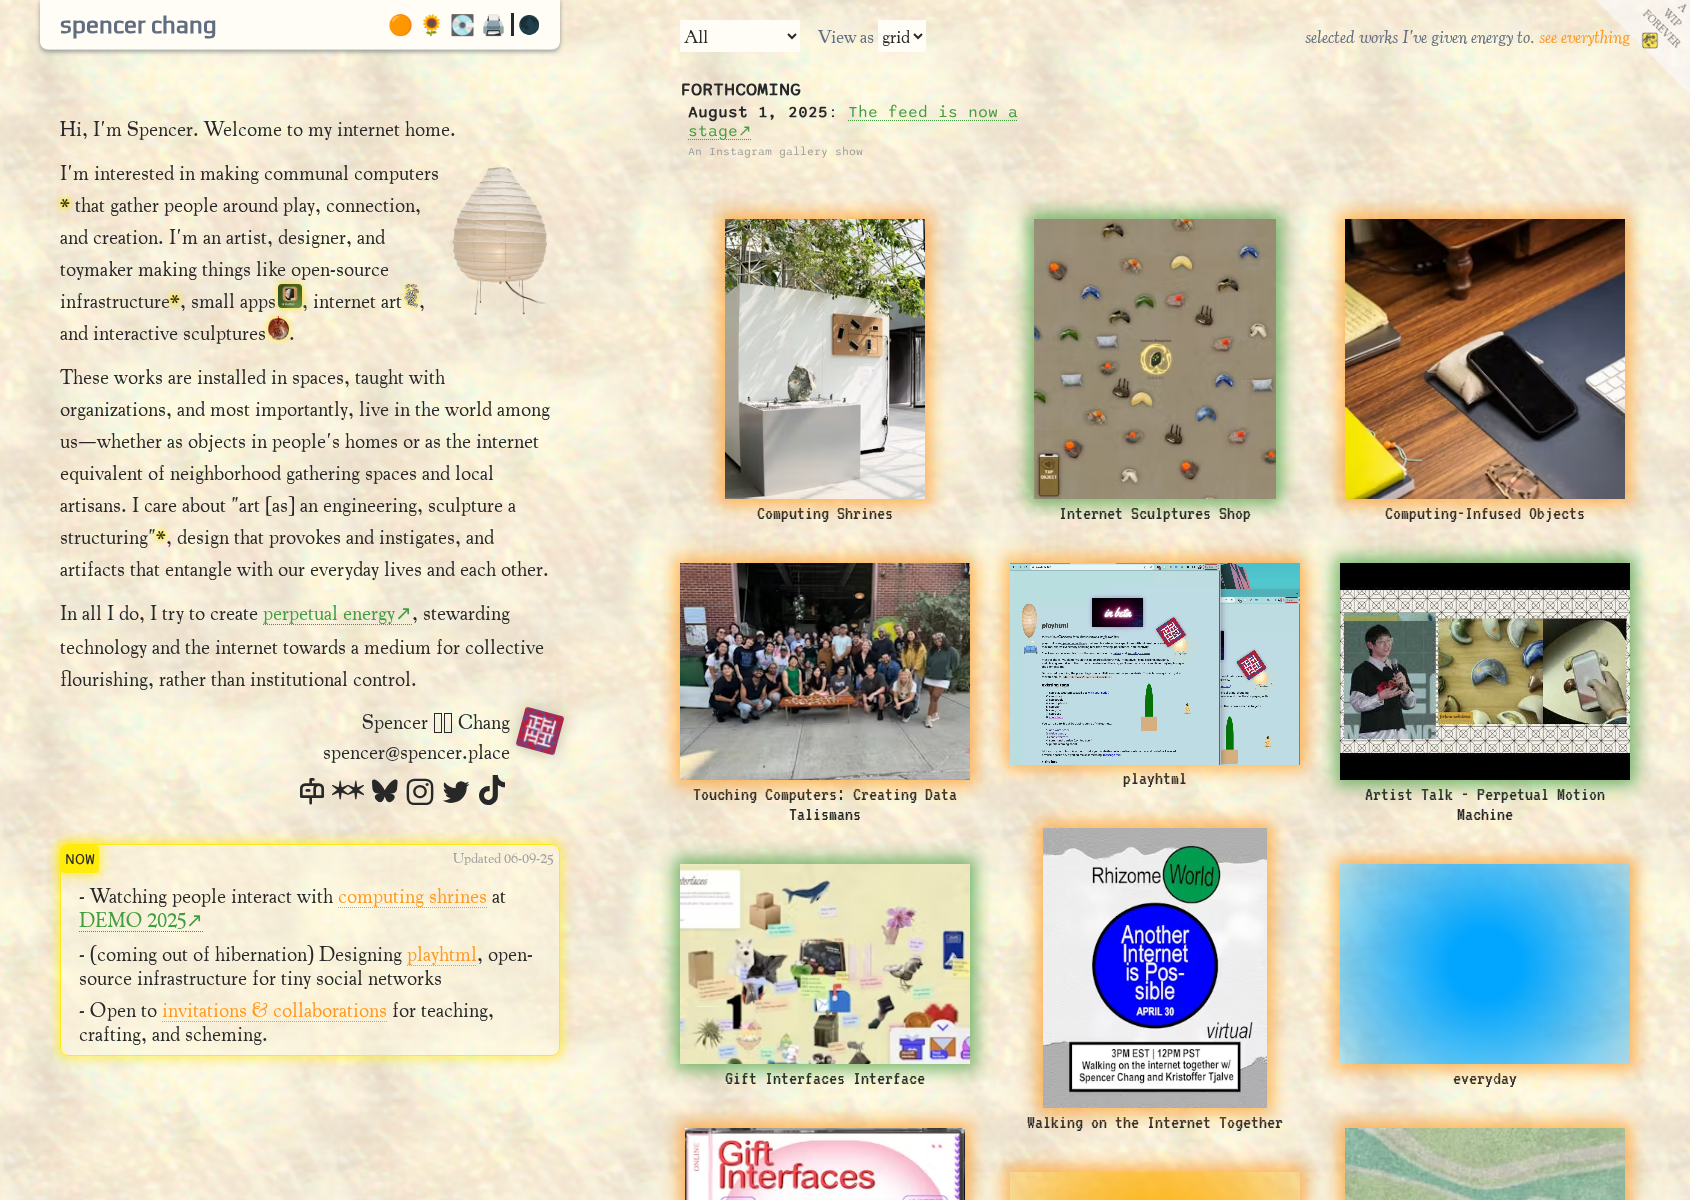 spencer chang
All
View as grid
selected works I've given energy to. see everything
A
WIP
FOREVER
Hi, I'm Spencer. Welcome to my internet home.
I'm interested in making communal computers
* that gather people around play, connection,
and creation. I'm an artist, designer, and
toymaker making things like open-source
infrastructure*, small apps, internet art,
and interactive sculptures.
These works are installed in spaces, taught with
organizations, and most importantly, live in the world among
us—whether as objects in people's homes or as the internet
equivalent of neighborhood gathering spaces and local
artisans. I care about "art [as] an engineering, sculpture a
structuring"*, design that provokes and instigates, and
artifacts that entangle with our everyday lives and each other.
In all I do, I try to create perpetual energy↗, stewarding
technology and the internet towards a medium for collective
flourishing, rather than institutional control.
Spencer Chang
spencer@spencer.place
NOW
Updated 06-09-25
- Watching people interact with computing shrines at
DEMO 2025↗
- (coming out of hibernation) Designing playhtml, open-
source infrastructure for tiny social networks
- Open to invitations & collaborations for teaching,
crafting, and scheming.
FORTHCOMING
August 1, 2025: The feed is now a
stage↗
An Instagram gallery show
Computing Shrines
TAP
OBJECT
Internet Sculptures Shop
Computing-Infused Objects
Touching Computers: Creating Data
Talismans
in beta
playhtml
playhtml
Artist Talk - Perpetual Motion
Machine
Gift Interfaces Interface
Rhizome World
Another
Internet
is Pos-
sible
APRIL 30
virtual
3PM EST | 12PM PST
Walking on the internet together w/
Spencer Chang and Kristoffer Tjalve
Walking on the Internet Together
everyday
ONLINE
Gift
Interfaces